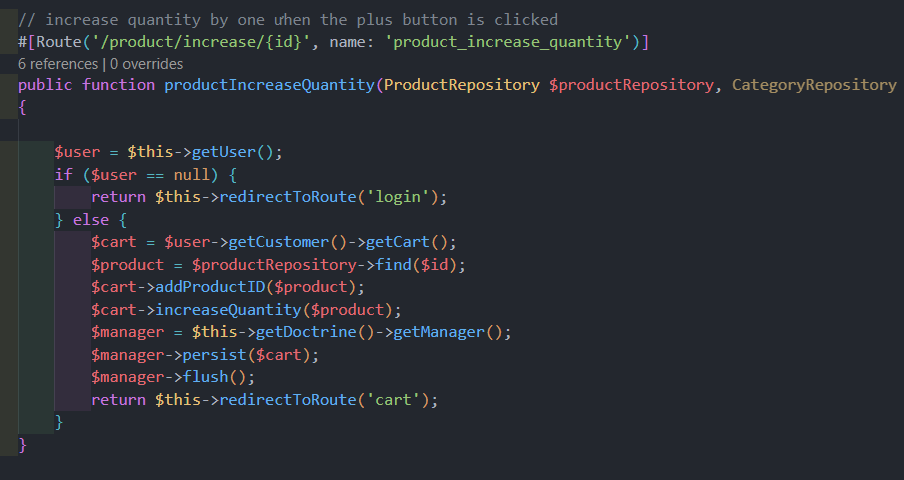 // increase quantity by one when the plus button is clicked
#[Route('/product/increase/{id}', name: 'product_increase_quantity')]
6 references | 0 overrides
public function productIncreaseQuantity(ProductRepository $productRepository, CategoryRepository
{
$user = $this->getUser();
if ($user == null) {
return $this->redirectToRoute('login');
} else {
$cart = $user->getCustomer()->getCart();
$product = $productRepository->find($id);
$cart->addProductID($product);
$cart->increaseQuantity($product);
$manager = $this->getDoctrine()->getManager();
$manager->persist($cart);
$manager->flush();
return $this->redirectToRoute('cart');
}
}